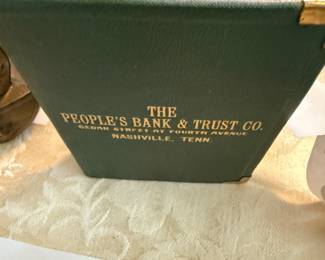 THE
PEOPLE'S BANK & TRUST CO.
CEDAR STREET AT FOURTH AVENUE
NASHVILLE, TENN.